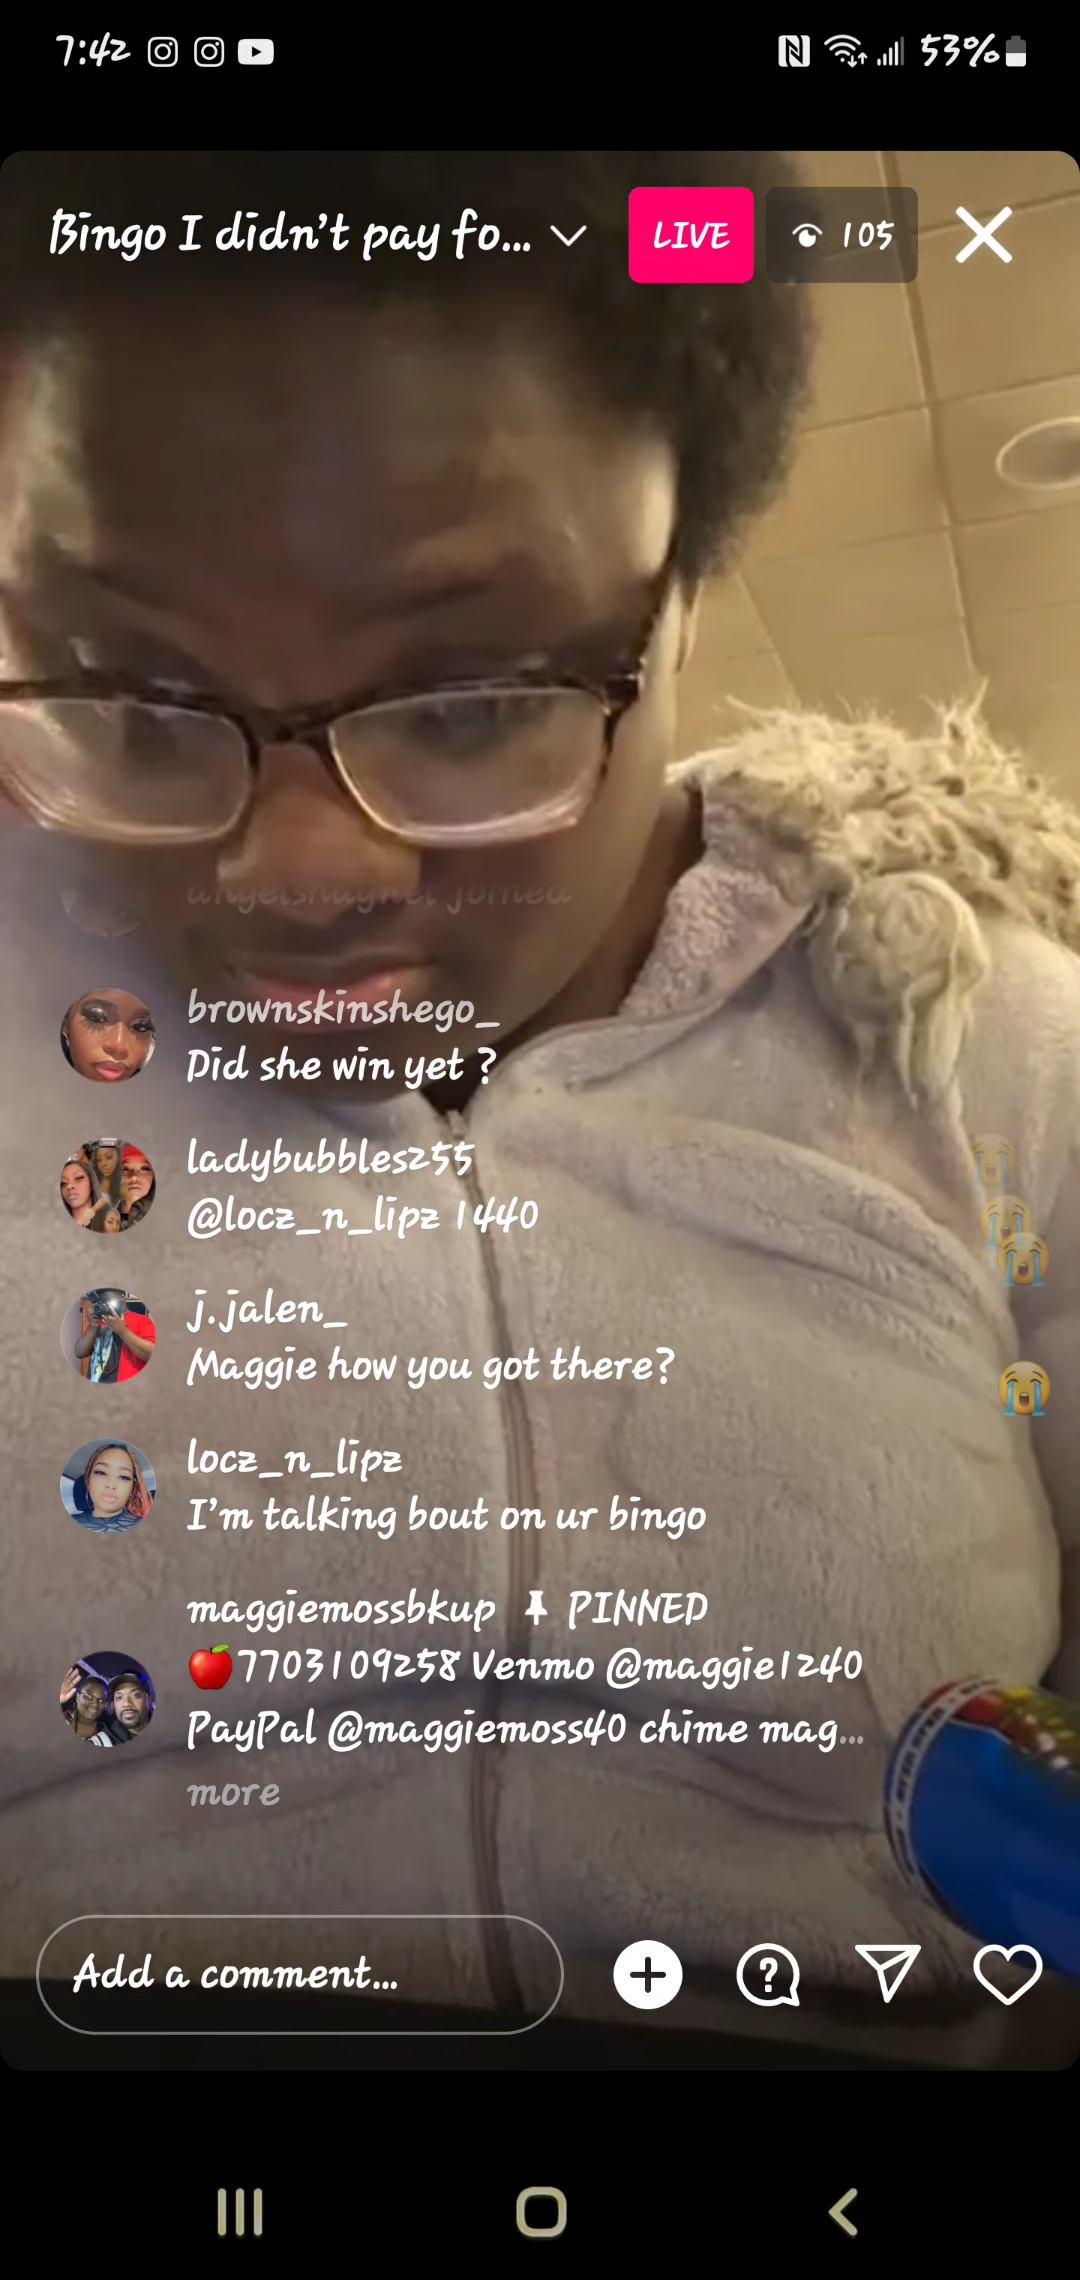 7:42
53%
Bingo I didn't pay fo...
LIVE
105
brownskinshego_
Did she win yet ?
ladybubbles255
@locz_n_lipz 1440
j.jalen_
Maggie how you got there?
locz_n_lipz
I'm talking bout on ur bingo
maggiemossbkup PINNED
🍎7703109258 Venmo @maggie1240
PayPal @maggiemoss40 chime mag...
more
Add a comment...